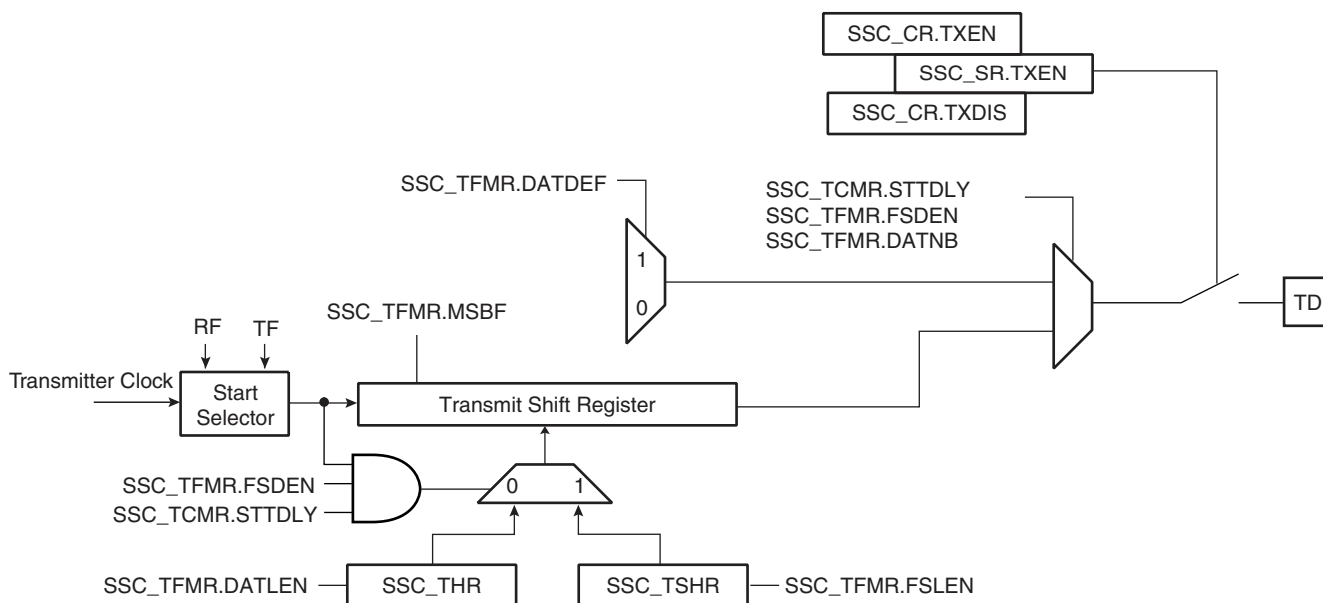 SSC_CR.TXEN
SSC_SR.TXEN
SSC_CR.TXDIS
SSC_TFMR.DATDEF
SSC_TCMR.STTDLY
SSC_TFMR.FSDEN
SSC_TFMR.DATNB
1
0
TD
SSC_TFMR.MSBF
RF
TF
Transmitter Clock
Start
Selector
Transmit Shift Register
SSC_TFMR.FSDEN
SSC_TCMR.STTDLY
0
1
SSC_TFMR.DATLEN
SSC_THR
SSC_TSHR
SSC_TFMR.FSLEN